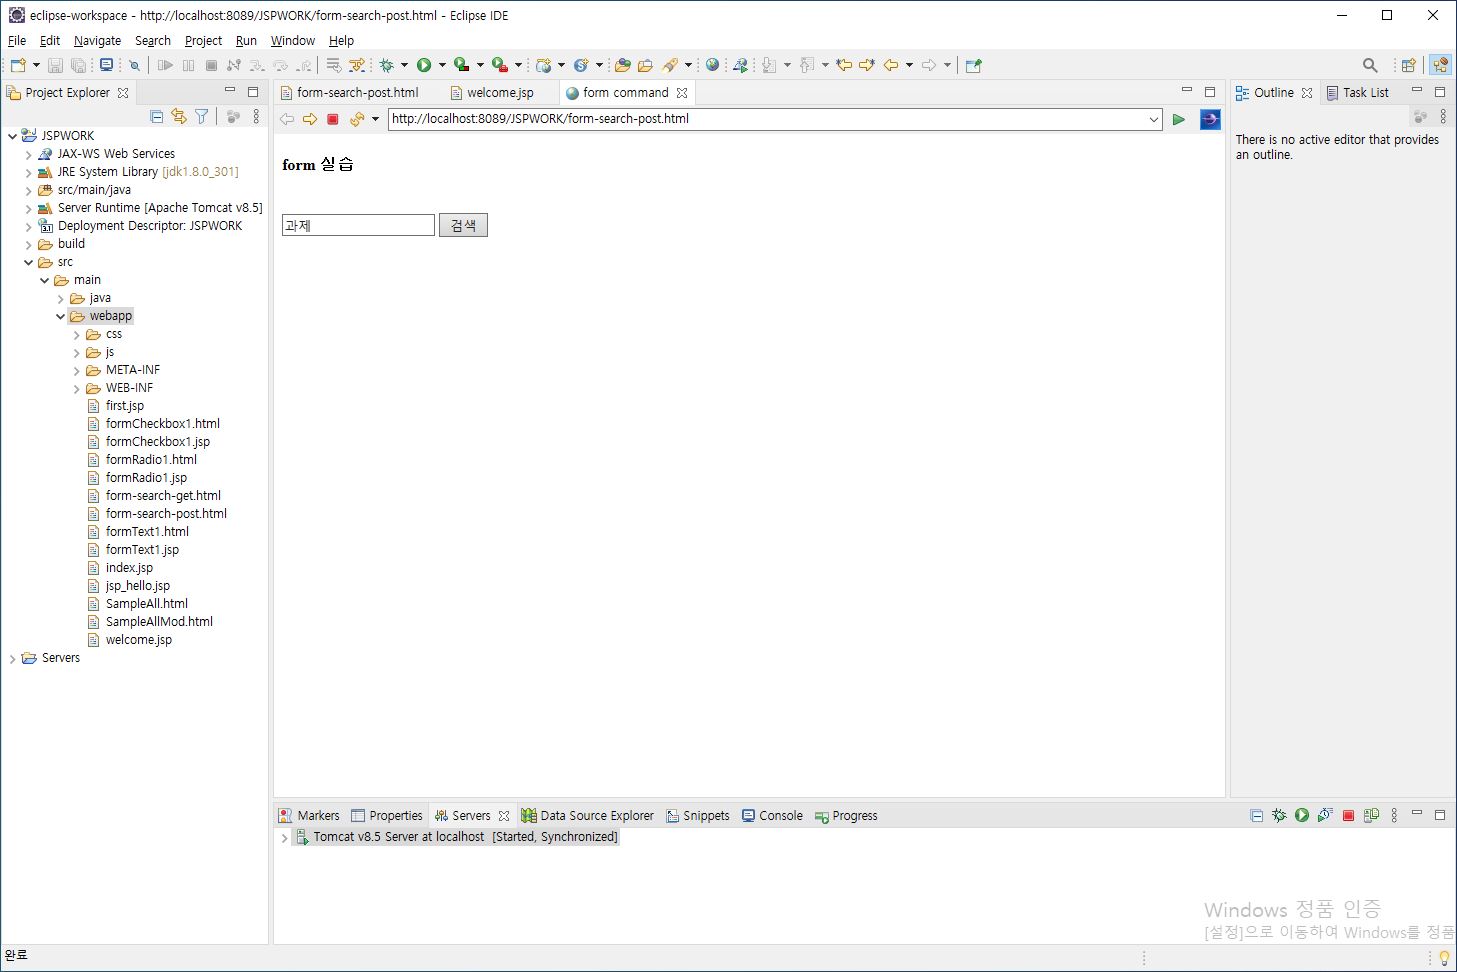 eclipse-workspace - http://localhost:8089/JSPWORK/form-search-post.html - Eclipse IDE
File Edit Navigate Search Project Run Window Help
Project Explorer
form-search-post.html welcome.jsp form command
Outline Task List
http://localhost:8089/JSPWORK/form-search-post.html
There is no active editor that provides
an outline.
JSPWORK
JAX-WS Web Services
JRE System Library [jdk1.8.0_301]
src/main/java
Server Runtime [Apache Tomcat v8.5]
3.1 Deployment Descriptor: JSPWORK
build
src
main
java
webapp
css
js
META-INF
WEB-INF
first.jsp
formCheckbox1.html
formCheckbox1.jsp
formRadio1.html
formRadio1.jsp
form-search-get.html
form-search-post.html
formText1.html
formText1.jsp
index.jsp
jsp_hello.jsp
SampleAll.html
SampleAllMod.html
welcome.jsp
Servers
form 실습
과제 검색
Markers Properties Servers Data Source Explorer Snippets Console Progress
Tomcat v8.5 Server at localhost [Started, Synchronized]
Windows 정품 인증
[설정]으로 이동하여 Windows를 정품
완료